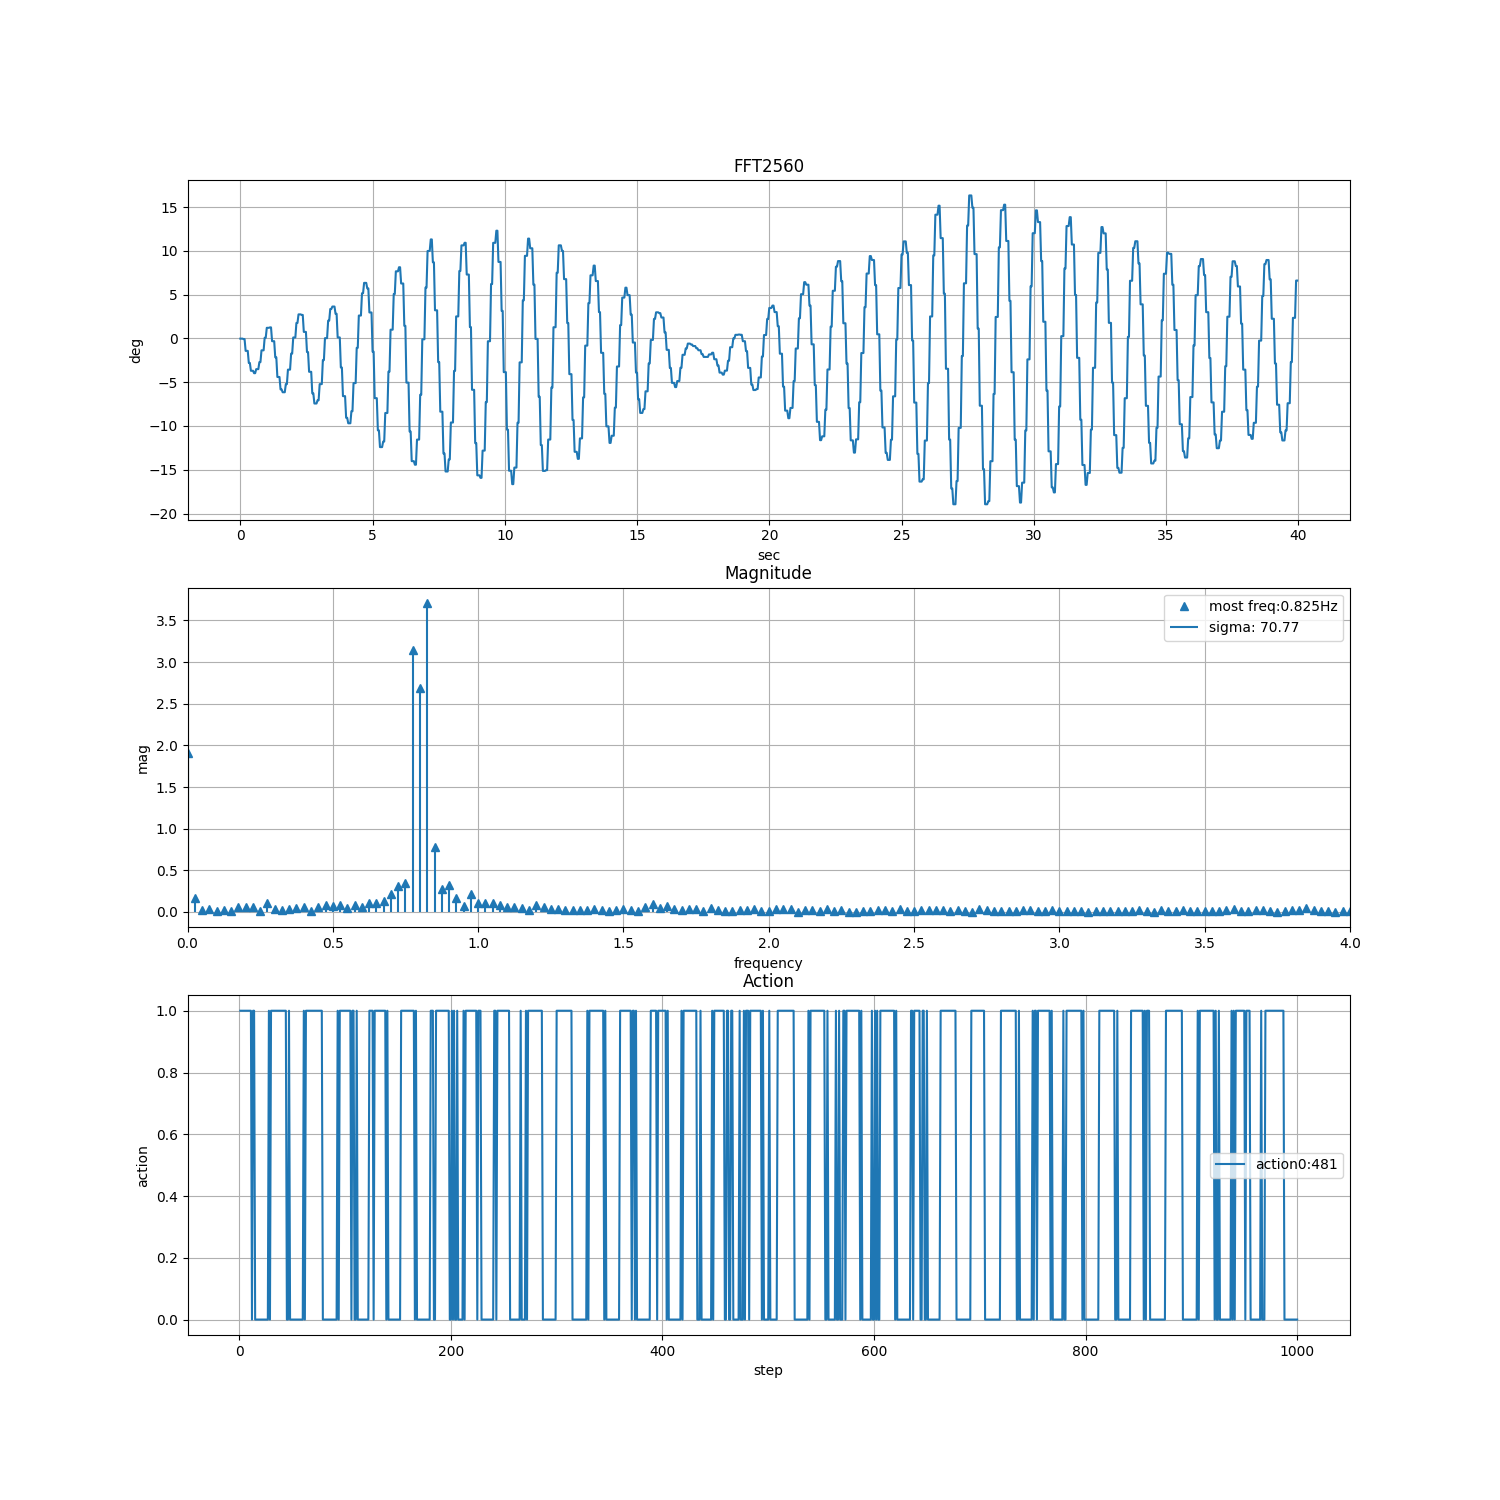 FFT2560
15
10
5
0
−5
−10
−15
−20
deg
0 5 10 15 20 25 30 35 40
sec
Magnitude
most freq:0.825Hz
sigma: 70.77
3.5
3.0
2.5
2.0
1.5
1.0
0.5
0.0
mag
0.0 0.5 1.0 1.5 2.0 2.5 3.0 3.5 4.0
frequency
Action
1.0
0.8
0.6
0.4
0.2
0.0
action
action0:481
0 200 400 600 800 1000
step